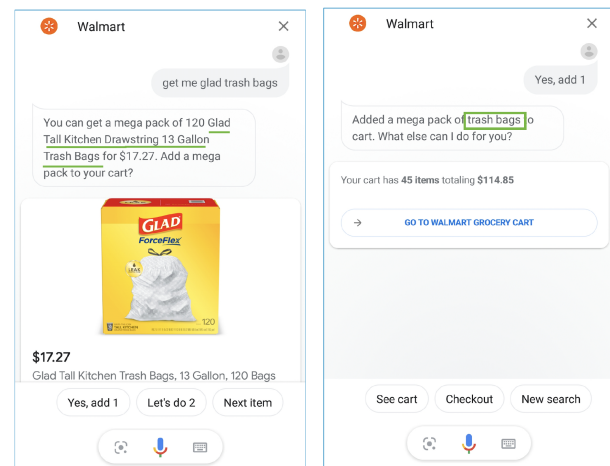 Walmart
get me glad trash bags
You can get a mega pack of 120 Glad
Tall Kitchen Drawstring 13 Gallon
Trash Bags for $17.27. Add a mega
pack to your cart?
GLAD
ForceFlex
LEAK
TALL KITCHEN
120
$17.27
Glad Tall Kitchen Trash Bags, 13 Gallon, 120 Bags
Yes, add 1
Let's do 2
Next item
Walmart
Yes, add 1
Added a mega pack of trash bags to
cart. What else can I do for you?
Your cart has 45 items totaling $114.85
GO TO WALMART GROCERY CART
See cart
Checkout
New search